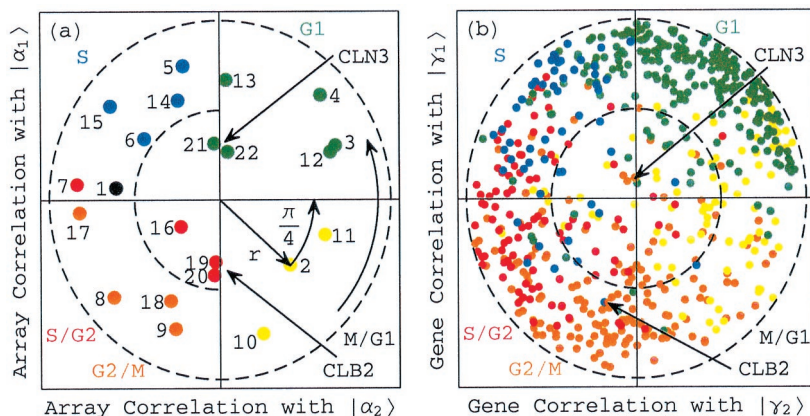 (a)
G1
S
5
13
CLN3
14
4
15
6
21
22
3
12
7
1
17
16
π/4
11
r
19
20
2
8
18
9
10
S/G2
G2/M
M/G1
CLB2
Array Correlation with |α₁⟩
Array Correlation with |α₂⟩
(b)
G1
S
CLN3
S/G2
G2/M
M/G1
CLB2
Gene Correlation with |γ₁⟩
Gene Correlation with |γ₂⟩